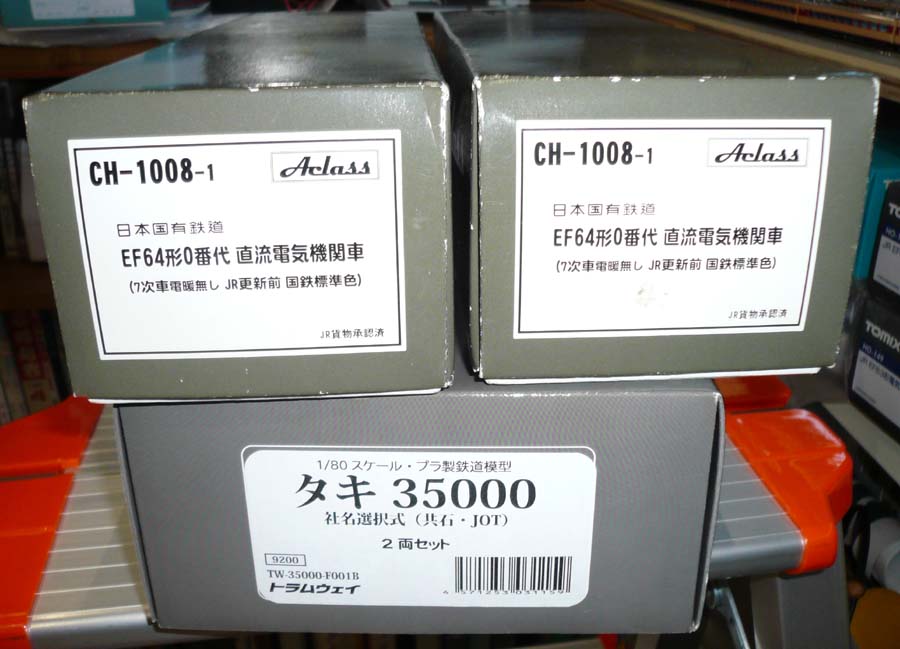 CH-1008-1
Aclass
日本国有鉄道
EF64形0番代 直流電気機関車
(7次車電暖無し JR更新前 国鉄標準色)
JR貨物承認済
CH-1008-1
Aclass
日本国有鉄道
EF64形0番代 直流電気機関車
(7次車電暖無し JR更新前 国鉄標準色)
JR貨物承認済
1/80 スケール・プラ製鉄道模型
タキ 35000
社名選択式(共石・JOT)
2両セット
9200
TW-35000-F001B
トラムウェイ
4571253031159
TOMIX
HO-149